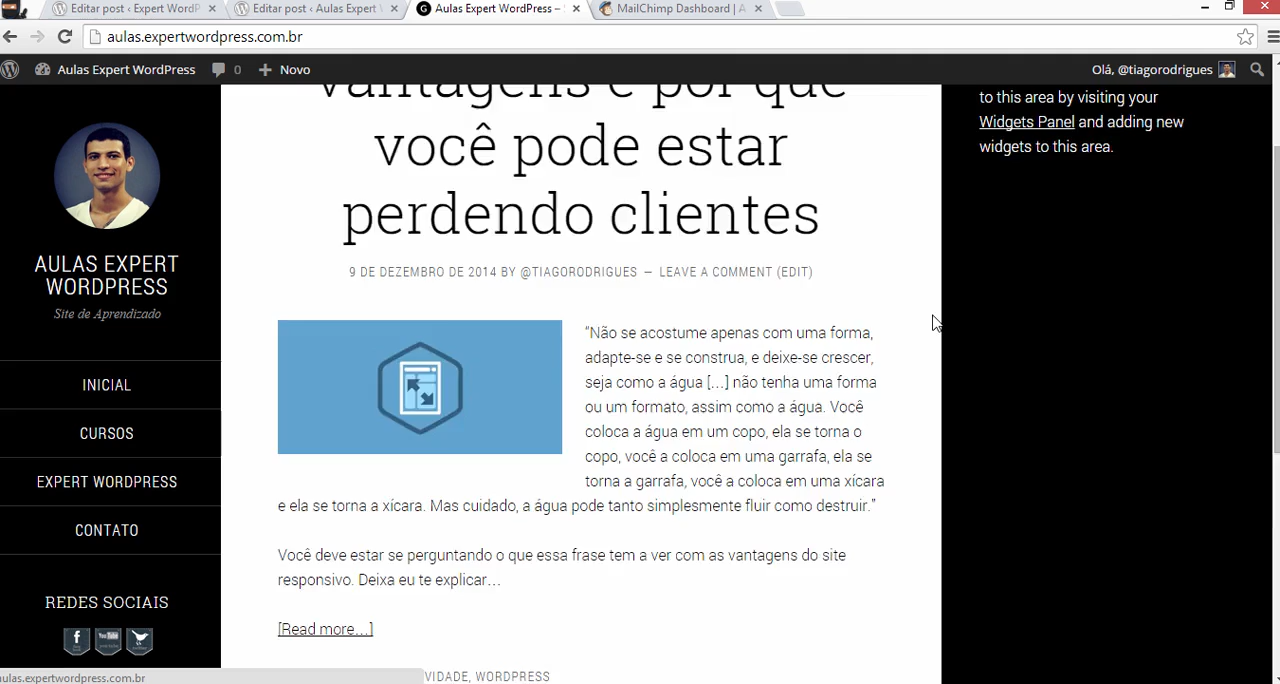 Editar post ‹ Expert WordP
Editar post ‹ Aulas Expert
Aulas Expert WordPress –
MailChimp Dashboard | A
aulas.expertwordpress.com.br
Aulas Expert WordPress
0
Novo
Olá, @tiagorodrigues
AULAS EXPERT
WORDPRESS
Site de Aprendizado
INICIAL
CURSOS
EXPERT WORDPRESS
CONTATO
REDES SOCIAIS
vantagens e por que
você pode estar
perdendo clientes
9 DE DEZEMBRO DE 2014 BY @TIAGORODRIGUES — LEAVE A COMMENT (EDIT)
“Não se acostume apenas com uma forma,
adapte-se e se construa, e deixe-se crescer,
seja como a água […] não tenha uma forma
ou um formato, assim como a água. Você
coloca a água em um copo, ela se torna o
copo, você a coloca em uma garrafa, ela se
torna a garrafa, você a coloca em uma xícara
e ela se torna a xícara. Mas cuidado, a água pode tanto simplesmente fluir como destruir.”
Você deve estar se perguntando o que essa frase tem a ver com as vantagens do site
responsivo. Deixa eu te explicar…
[Read more...]
VIDADE, WORDPRESS
to this area by visiting your
Widgets Panel and adding new
widgets to this area.
aulas.expertwordpress.com.br